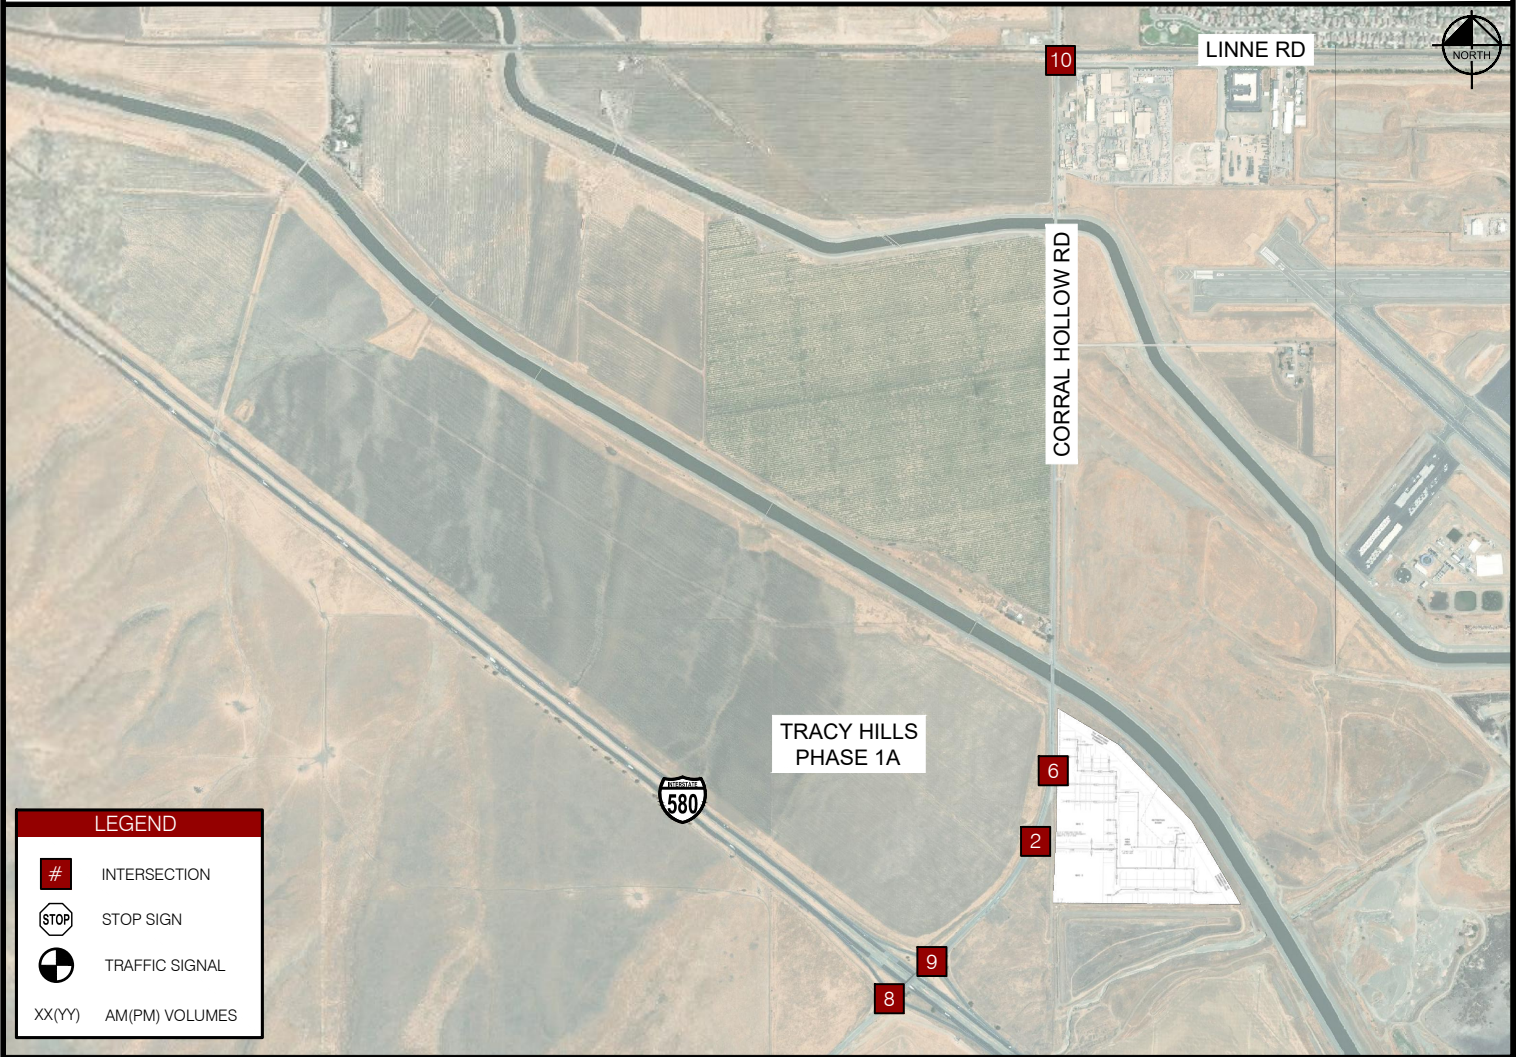 10
LINNE RD
NORTH
CORRAL HOLLOW RD
TRACY HILLS
PHASE 1A
6
INTERSTATE
580
2
9
8
LEGEND
# INTERSECTION
STOP STOP SIGN
TRAFFIC SIGNAL
XX(YY) AM(PM) VOLUMES